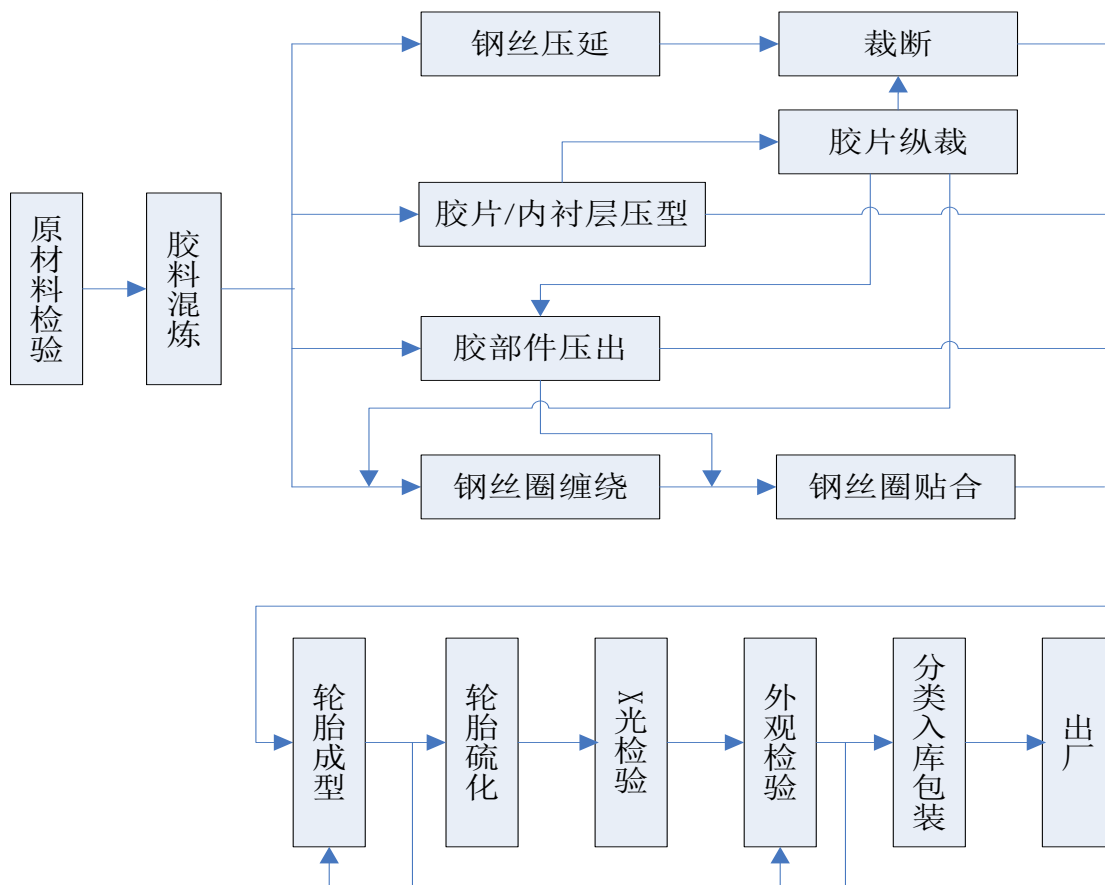 钢丝压延
裁断
胶片纵裁
胶片/内衬层压型
原材料检验
胶料混炼
胶部件压出
钢丝圈缠绕
钢丝圈贴合
轮胎成型
轮胎硫化
X光检验
外观检验
分类入库包装
出厂